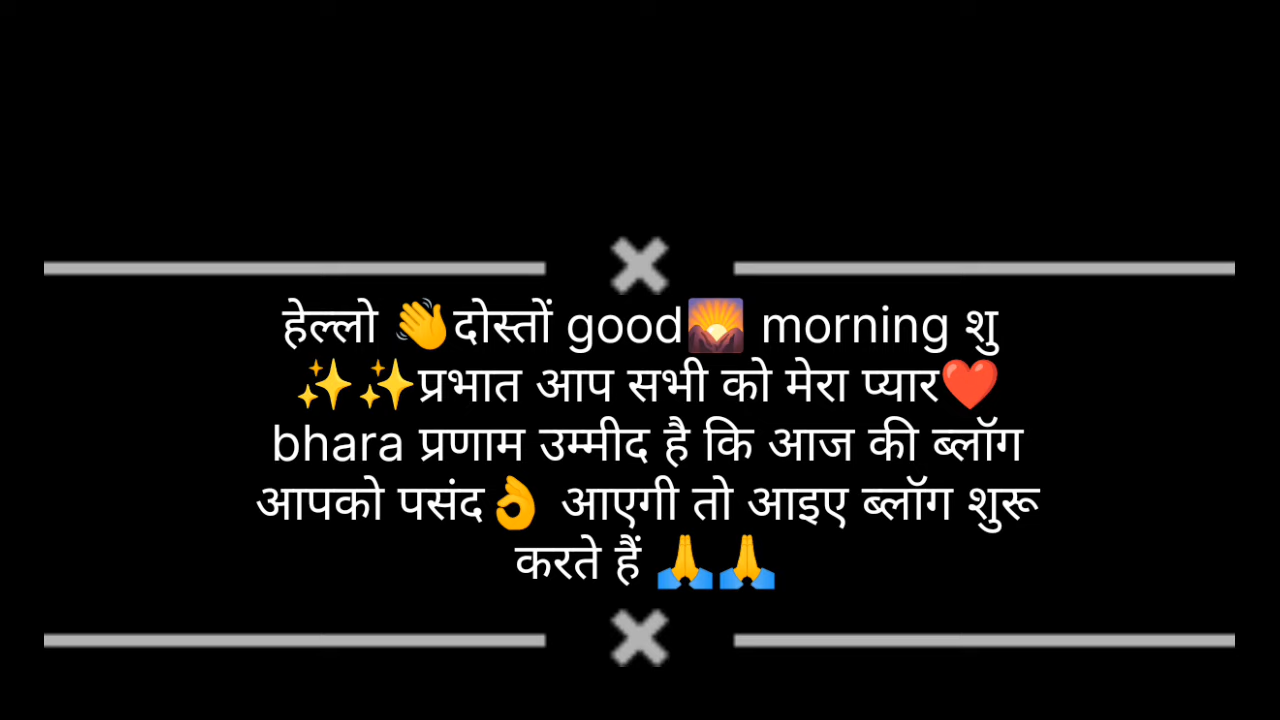 हेल्लो 👋दोस्तों good🌄 morning शु
✨✨प्रभात आप सभी को मेरा प्यार❤️
bhara प्रणाम उम्मीद है कि आज की ब्लॉग
आपको पसंद👌 आएगी तो आइए ब्लॉग शुरू
करते हैं 🙏🙏